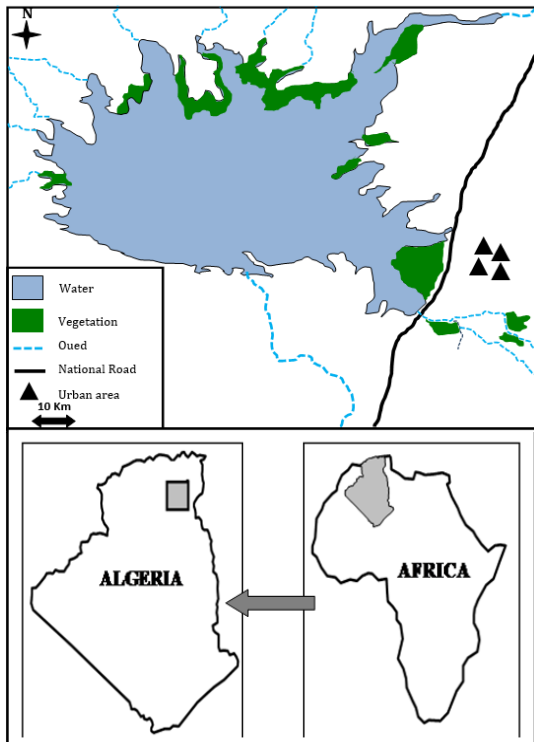 N
Water
Vegetation
Oued
National Road
Urban area
10 Km
ALGERIA
AFRICA